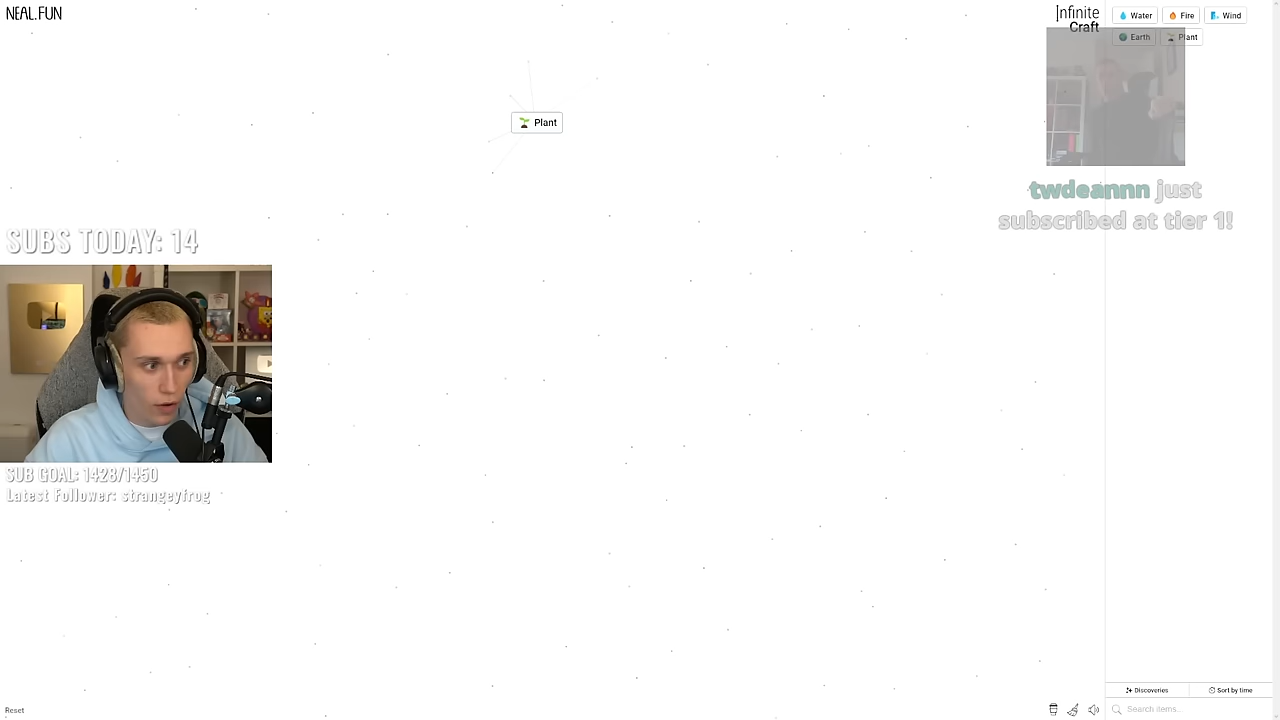 NEAL.FUN
Infinite
Craft
Water
Fire
Wind
Earth
Plant
Plant
twdeannn just
subscribed at tier 1!
SUBS TODAY: 14
SUB GOAL: 1428/1450
Latest Follower: strangeyfrog
Reset
Discoveries
Sort by time
Search items...